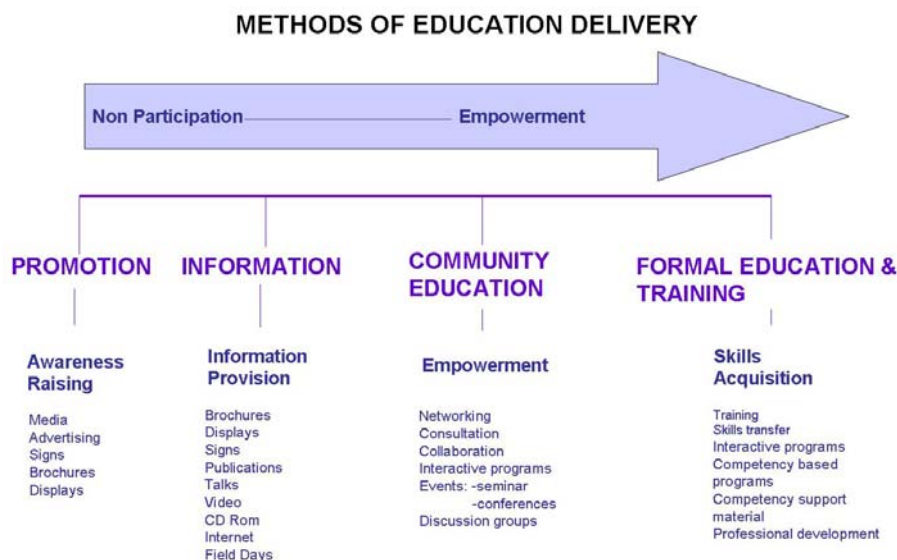 METHODS OF EDUCATION DELIVERY
Non Participation
Empowerment
PROMOTION
Awareness
Raising
Media
Advertising
Signs
Brochures
Displays
INFORMATION
Information
Provision
Brochures
Displays
Signs
Publications
Talks
Video
CD Rom
Internet
Field Days
COMMUNITY
EDUCATION
Empowerment
Networking
Consultation
Collaboration
Interactive programs
Events: -seminar
-conferences
Discussion groups
FORMAL EDUCATION &
TRAINING
Skills
Acquisition
Training
Skills transfer
Interactive programs
Competency based
programs
Competency support
material
Professional development